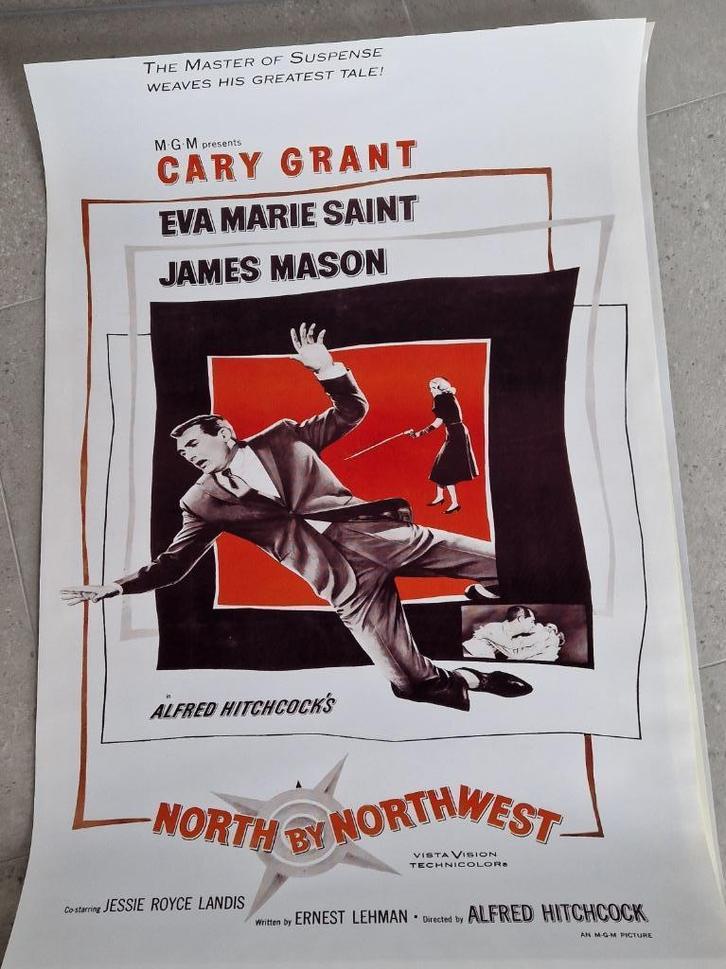 THE MASTER OF SUSPENSE
WEAVES HIS GREATEST TALE!
M·G·M presents
CARY GRANT
EVA MARIE SAINT
JAMES MASON
in
ALFRED HITCHCOCK'S
NORTH BY NORTHWEST
VISTAVISION
TECHNICOLOR®
Co-starring JESSIE ROYCE LANDIS
Written by ERNEST LEHMAN · Directed by ALFRED HITCHCOCK
AN M-G-M PICTURE